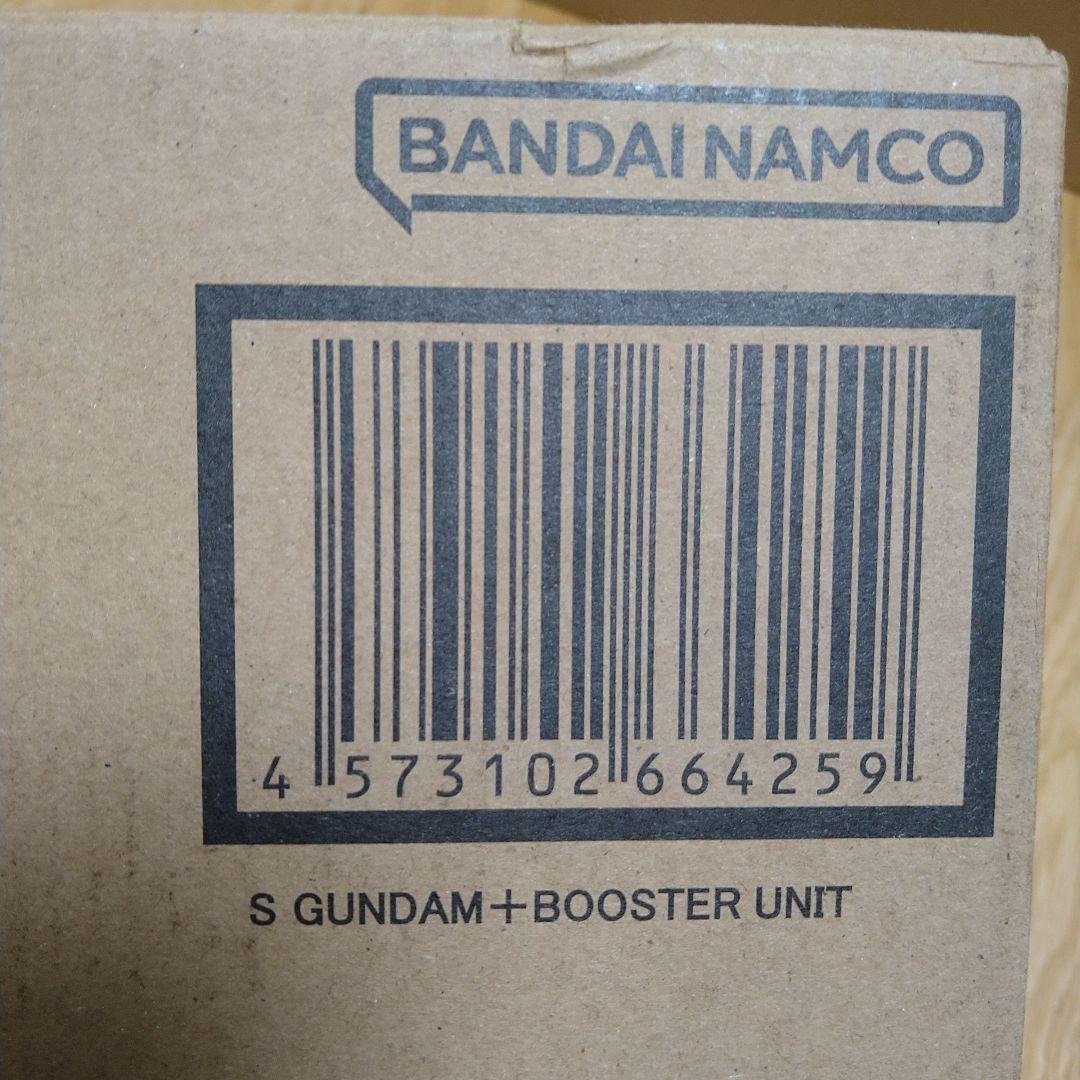 BANDAI NAMCO
4 573102 664259
S GUNDAM+BOOSTER UNIT